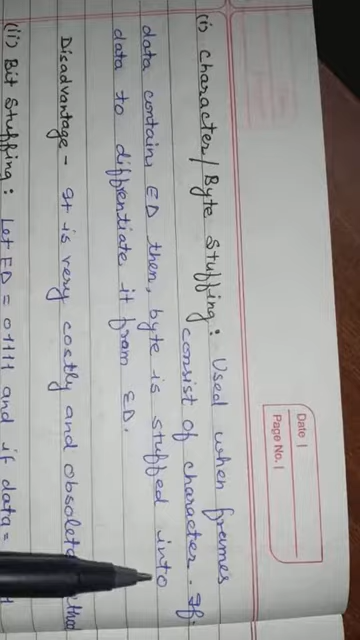 Date |
Page No. |
(i) Character/Byte Stuffing: Used when frames
consist of character. If
data contains ED then, byte is stuffed into
data to diffrentiate it from ED.
Disadvantage - It is very costly and obsolete
(ii) Bit Stuffing: Let ED = 01111 and if data =